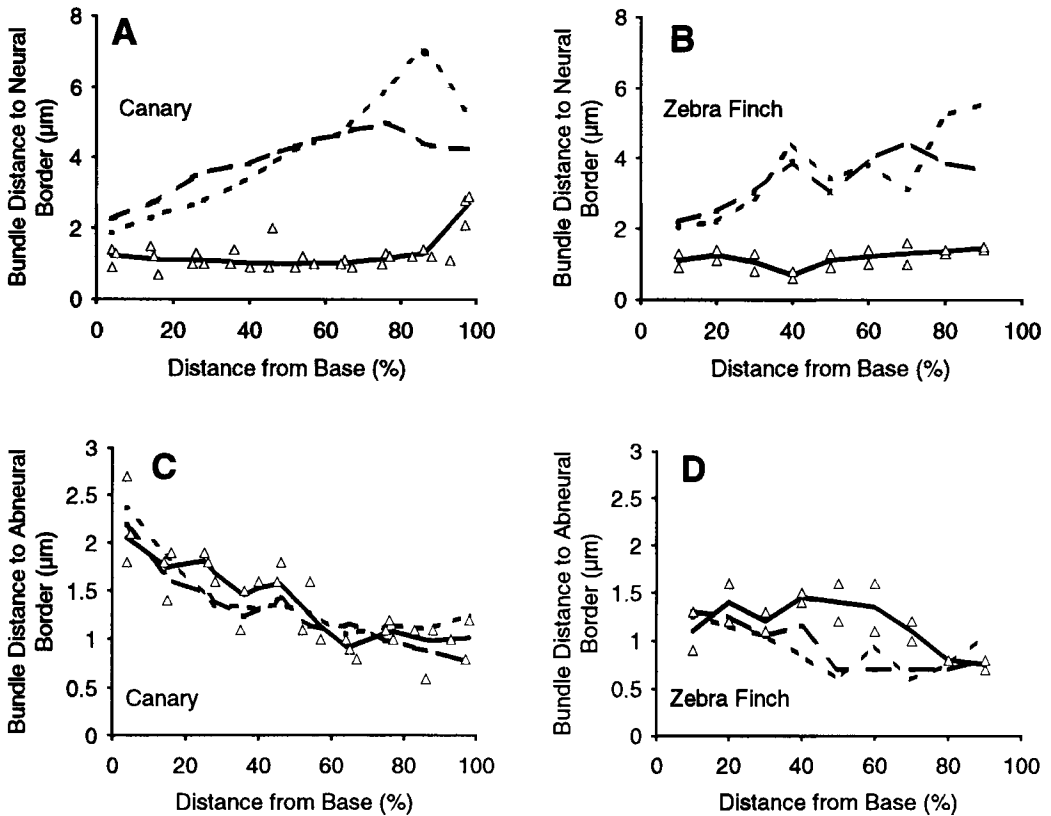 A
Canary
Bundle Distance to Neural
Border (µm)
8
6
4
2
0
0 20 40 60 80 100
Distance from Base (%)
B
Zebra Finch
Bundle Distance to Neural
Border (µm)
8
6
4
2
0
0 20 40 60 80 100
Distance from Base (%)
C
Canary
Bundle Distance to Abneural
Border (µm)
3
2.5
2
1.5
1
0.5
0
0 20 40 60 80 100
Distance from Base (%)
D
Zebra Finch
Bundle Distance to Abneural
Border (µm)
3
2.5
2
1.5
1
0.5
0
0 20 40 60 80 100
Distance from Base (%)